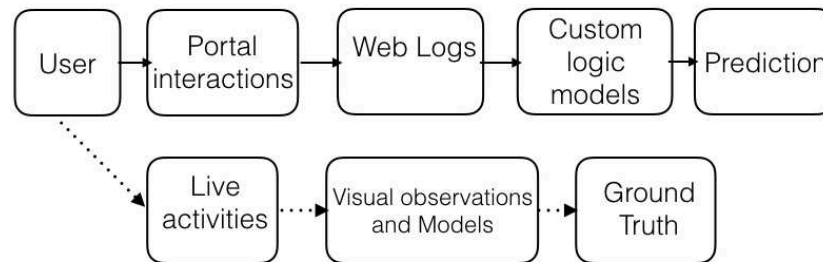 User
Portal
interactions
Web Logs
Custom
logic
models
Prediction
Live
activities
Visual observations
and Models
Ground
Truth